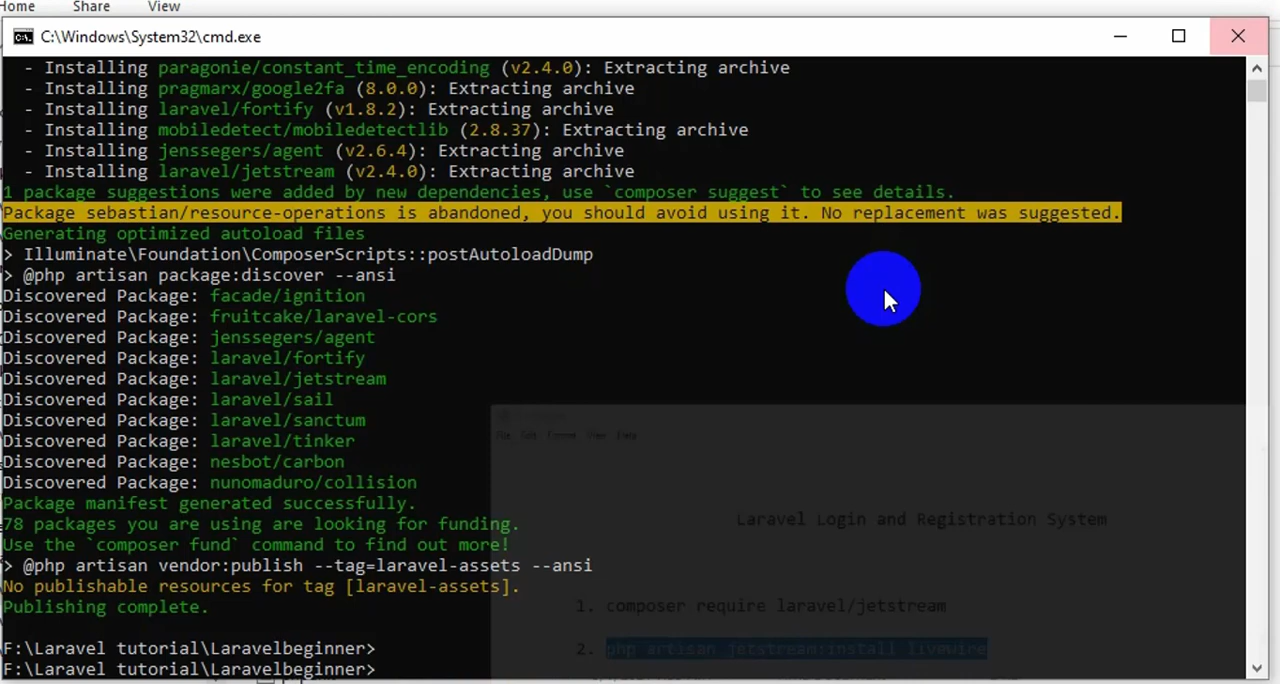 Home Share View
C:\Windows\System32\cmd.exe
- Installing paragonie/constant_time_encoding (v2.4.0): Extracting archive
- Installing pragmarx/google2fa (8.0.0): Extracting archive
- Installing laravel/fortify (v1.8.2): Extracting archive
- Installing mobiledetect/mobiledetectlib (2.8.37): Extracting archive
- Installing jenssegers/agent (v2.6.4): Extracting archive
- Installing laravel/jetstream (v2.4.0): Extracting archive
1 package suggestions were added by new dependencies, use `composer suggest` to see details.
Package sebastian/resource-operations is abandoned, you should avoid using it. No replacement was suggested.
Generating optimized autoload files
> Illuminate\Foundation\ComposerScripts::postAutoloadDump
> @php artisan package:discover --ansi
Discovered Package: facade/ignition
Discovered Package: fruitcake/laravel-cors
Discovered Package: jenssegers/agent
Discovered Package: laravel/fortify
Discovered Package: laravel/jetstream
Discovered Package: laravel/sail
Discovered Package: laravel/sanctum
Discovered Package: laravel/tinker
Discovered Package: nesbot/carbon
Discovered Package: nunomaduro/collision
Package manifest generated successfully.
78 packages you are using are looking for funding.
Use the `composer fund` command to find out more!
> @php artisan vendor:publish --tag=laravel-assets --ansi
No publishable resources for tag [laravel-assets].
Publishing complete.
F:\Laravel tutorial\Laravelbeginner>
F:\Laravel tutorial\Laravelbeginner>
File Edit Format View
Laravel Login and Registration System
1. composer require laravel/jetstream
2. php artisan jetstream:install livewire